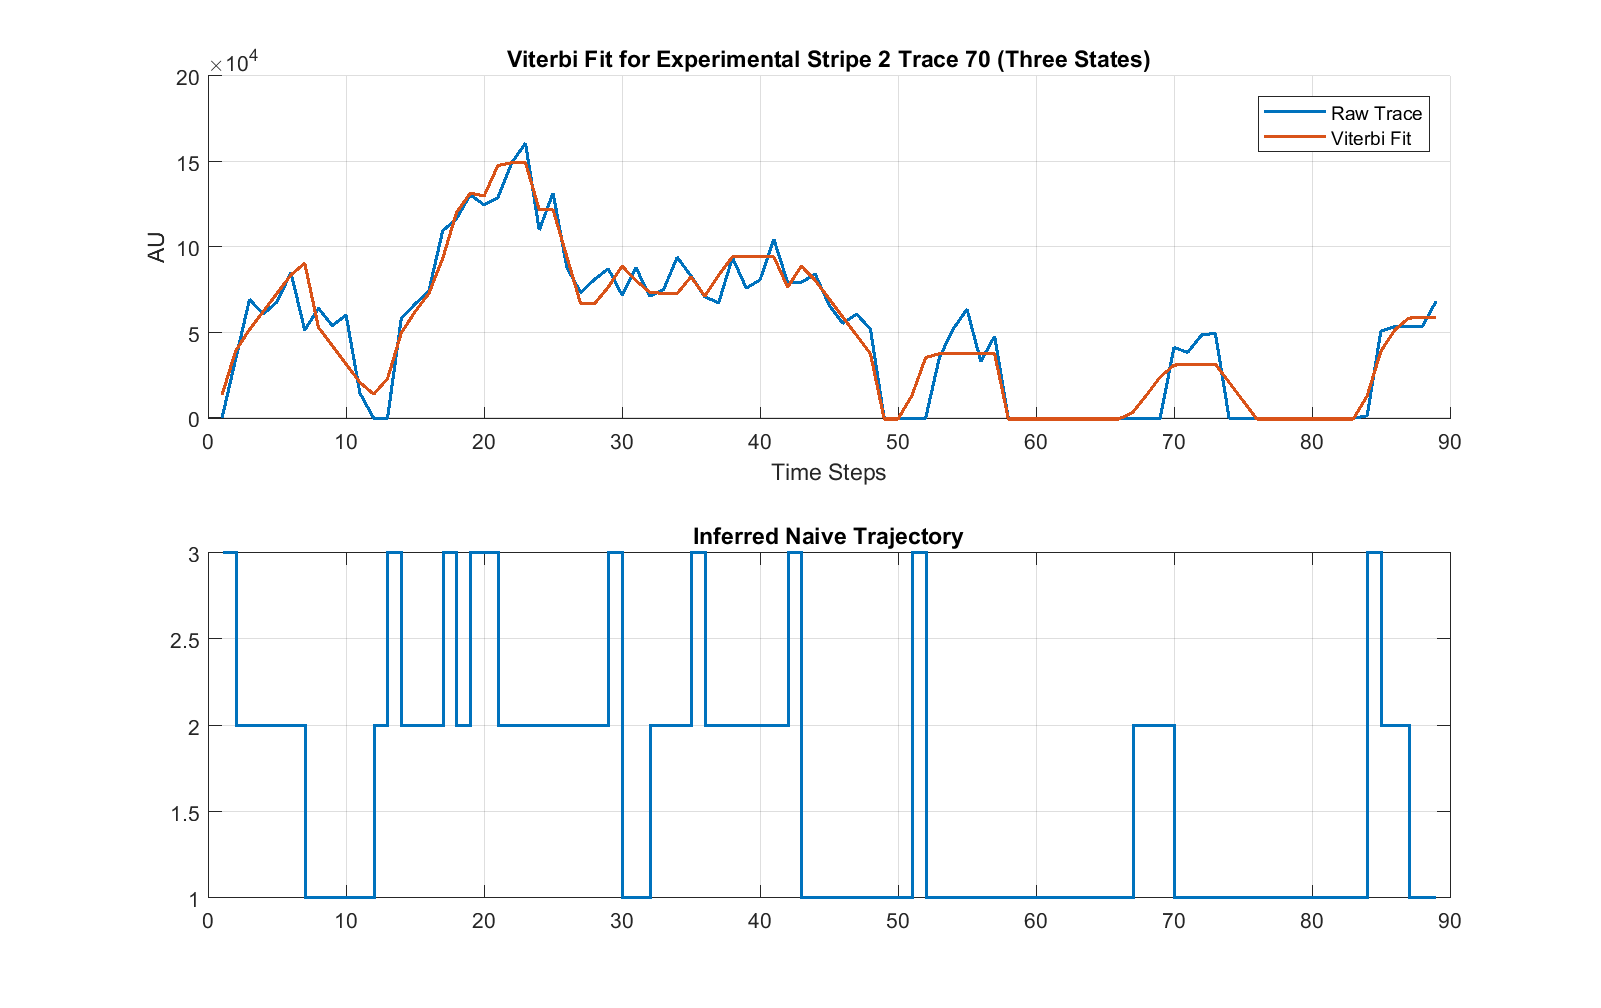 Viterbi Fit for Experimental Stripe 2 Trace 70 (Three States)
×10⁴
20
15
10
5
0
AU
Raw Trace
Viterbi Fit
0 10 20 30 40 50 60 70 80 90
Time Steps
Inferred Naive Trajectory
3
2.5
2
1.5
1
0 10 20 30 40 50 60 70 80 90